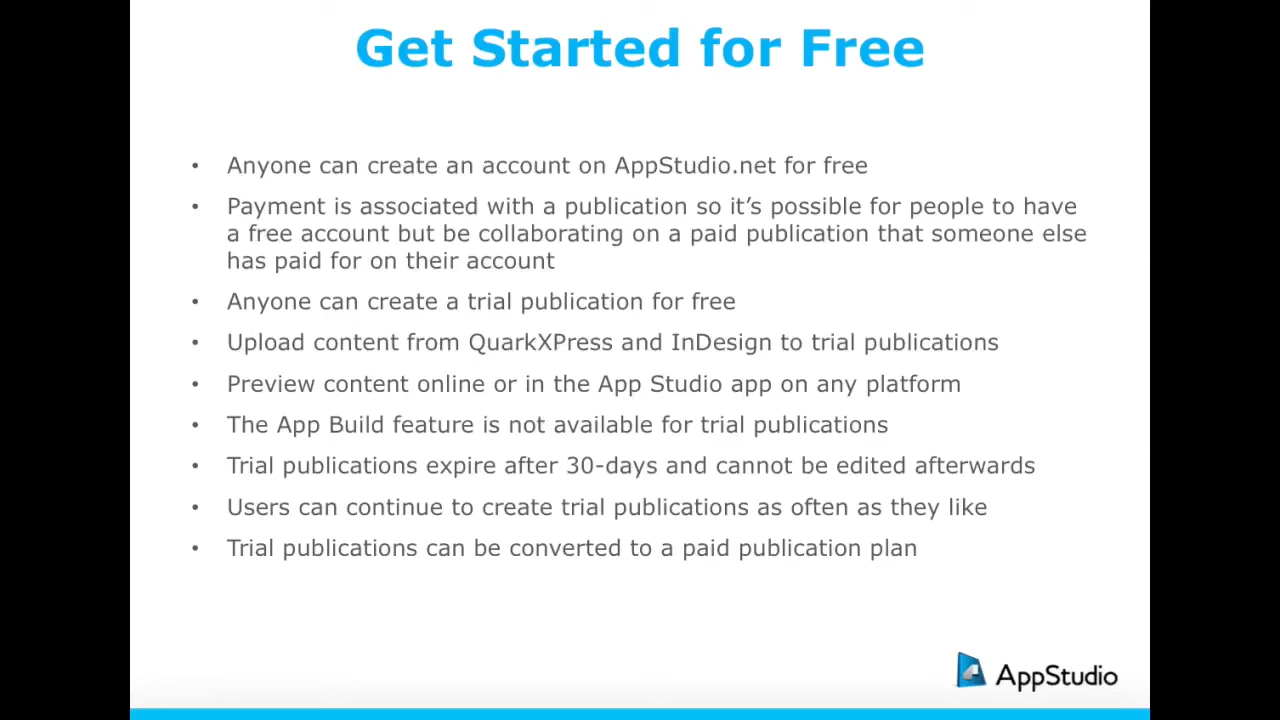 Get Started for Free
• Anyone can create an account on AppStudio.net for free
• Payment is associated with a publication so it’s possible for people to have
a free account but be collaborating on a paid publication that someone else
has paid for on their account
• Anyone can create a trial publication for free
• Upload content from QuarkXPress and InDesign to trial publications
• Preview content online or in the App Studio app on any platform
• The App Build feature is not available for trial publications
• Trial publications expire after 30-days and cannot be edited afterwards
• Users can continue to create trial publications as often as they like
• Trial publications can be converted to a paid publication plan
AppStudio